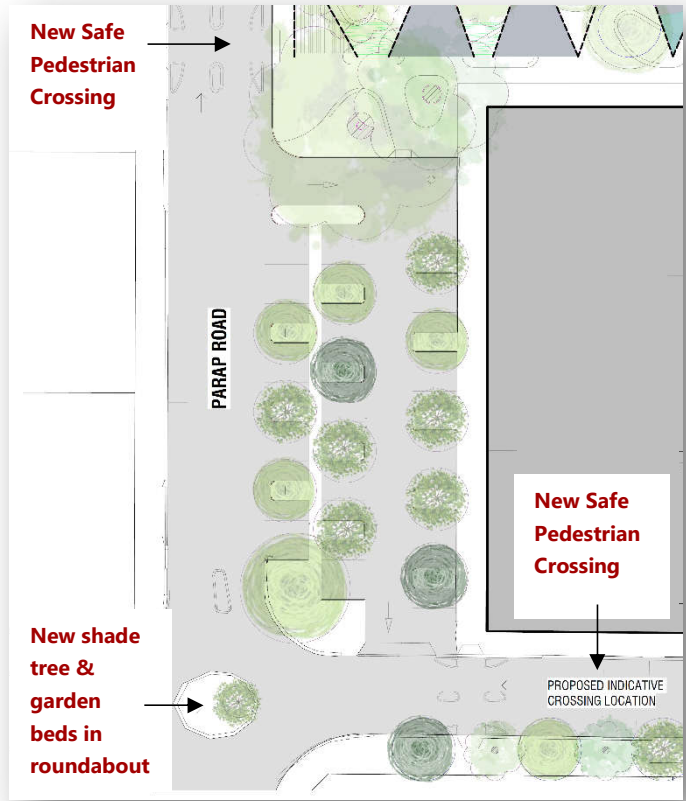 New Safe
Pedestrian
Crossing
PARAP ROAD
New Safe
Pedestrian
Crossing
PROPOSED INDICATIVE
CROSSING LOCATION
New shade
tree &
garden
beds in
roundabout